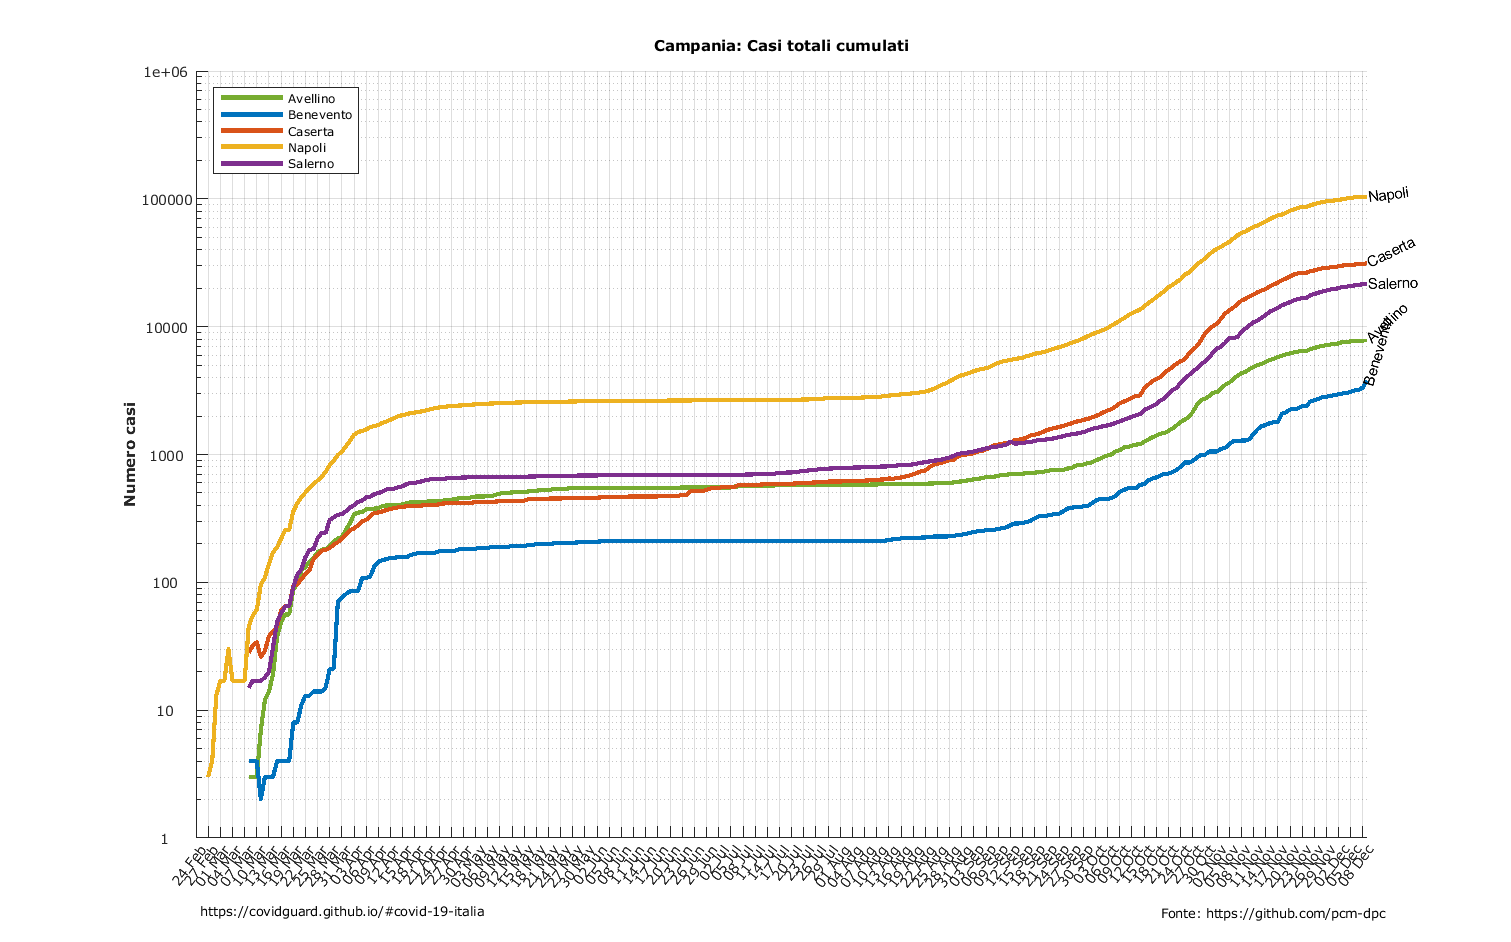 Campania: Casi totali cumulati
1e+06
100000
10000
1000
100
10
1
Numero casi
Avellino
Benevento
Caserta
Napoli
Salerno
Napoli
Caserta
Salerno
Avellino
Benevento
24 Feb
27 Feb
01 Mar
04 Mar
07 Mar
10 Mar
13 Mar
16 Mar
19 Mar
22 Mar
25 Mar
28 Mar
31 Mar
03 Apr
06 Apr
09 Apr
12 Apr
15 Apr
18 Apr
21 Apr
24 Apr
27 Apr
30 Apr
03 May
06 May
09 May
12 May
15 May
18 May
21 May
24 May
27 May
30 May
02 Jun
05 Jun
08 Jun
11 Jun
14 Jun
17 Jun
20 Jun
23 Jun
26 Jun
29 Jun
02 Jul
05 Jul
08 Jul
11 Jul
14 Jul
17 Jul
20 Jul
23 Jul
26 Jul
29 Jul
01 Aug
04 Aug
07 Aug
10 Aug
13 Aug
16 Aug
19 Aug
22 Aug
25 Aug
28 Aug
31 Aug
03 Sep
06 Sep
09 Sep
12 Sep
15 Sep
18 Sep
21 Sep
24 Sep
27 Sep
30 Sep
03 Oct
06 Oct
09 Oct
12 Oct
15 Oct
18 Oct
21 Oct
24 Oct
27 Oct
30 Oct
02 Nov
05 Nov
08 Nov
11 Nov
14 Nov
17 Nov
20 Nov
23 Nov
26 Nov
29 Nov
02 Dec
05 Dec
08 Dec
https://covidguard.github.io/#covid-19-italia
Fonte: https://github.com/pcm-dpc